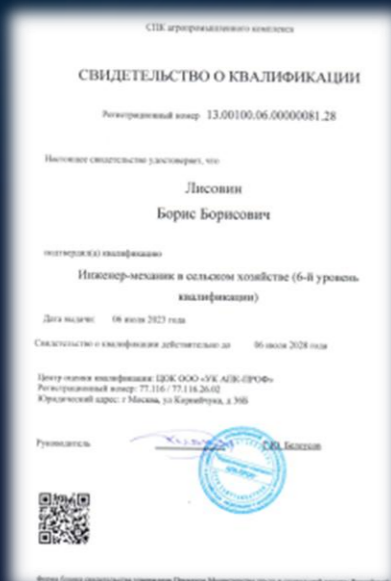 СПК агропромышленного комплекса
СВИДЕТЕЛЬСТВО О КВАЛИФИКАЦИИ
Регистрационный номер 13.00100.06.00000081.28
Настоящее свидетельство удостоверяет, что
Лисовин
Борис Борисович
подтвердил(а) квалификацию
Инженер-механик в сельском хозяйстве (6-й уровень
квалификации)
Дата выдачи: 06 июля 2023 года
Свидетельство о квалификации действительно до 06 июля 2028 года
Центр оценки квалификации: ЦОК ООО «УК АПК-ПРОФ»
Регистрационный номер: 77.116 / 77.116.26.02
Юридический адрес: г Москва, ул Корнейчука, д 36Б
Руководитель Белоусов